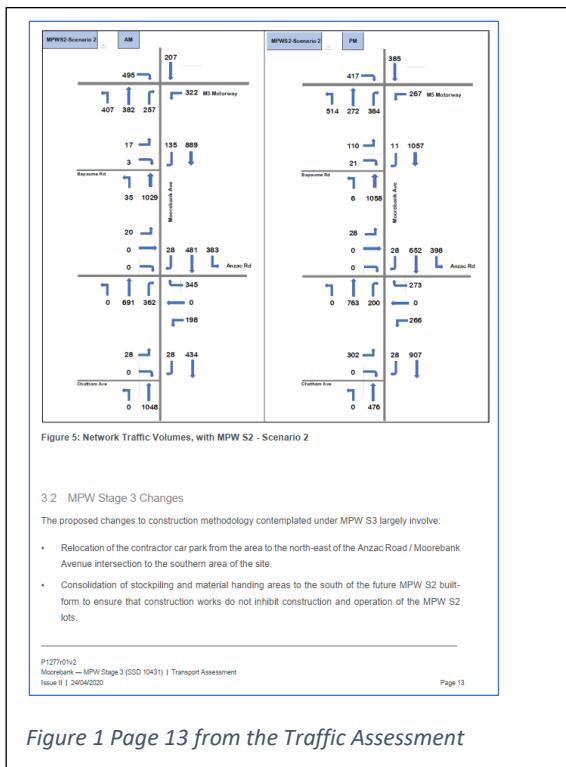 MPWS2-Scenario 2 AM
207
495
322 M5 Motorway
407 382 257
17 135 889
3
Bapaume Rd
35 1029
Moorebank Ave
20
0 28 481 383
0 Anzac Rd
345
0 691 362 0
198
28 28 434
0
Chatham Ave
0 1048
MPWS2-Scenario 2 PM
385
417
267 M5 Motorway
514 272 384
110 11 1057
21
Bapaume Rd
6 1058
Moorebank Ave
28
0 28 652 398
0 Anzac Rd
273
0 763 200 0
266
302 28 907
0
Chatham Ave
0 476
Figure 5: Network Traffic Volumes, with MPW S2 - Scenario 2
3.2 MPW Stage 3 Changes
The proposed changes to construction methodology contemplated under MPW S3 largely involve:
• Relocation of the contractor car park from the area to the north-east of the Anzac Road / Moorebank
Avenue intersection to the southern area of the site.
• Consolidation of stockpiling and material handing areas to the south of the future MPW S2 built-
form to ensure that construction works do not inhibit construction and operation of the MPW S2
lots.
P1277r01v2
Moorebank — MPW Stage 3 (SSD 10431) | Transport Assessment
Issue II | 24/04/2020 Page 13
Figure 1 Page 13 from the Traffic Assessment